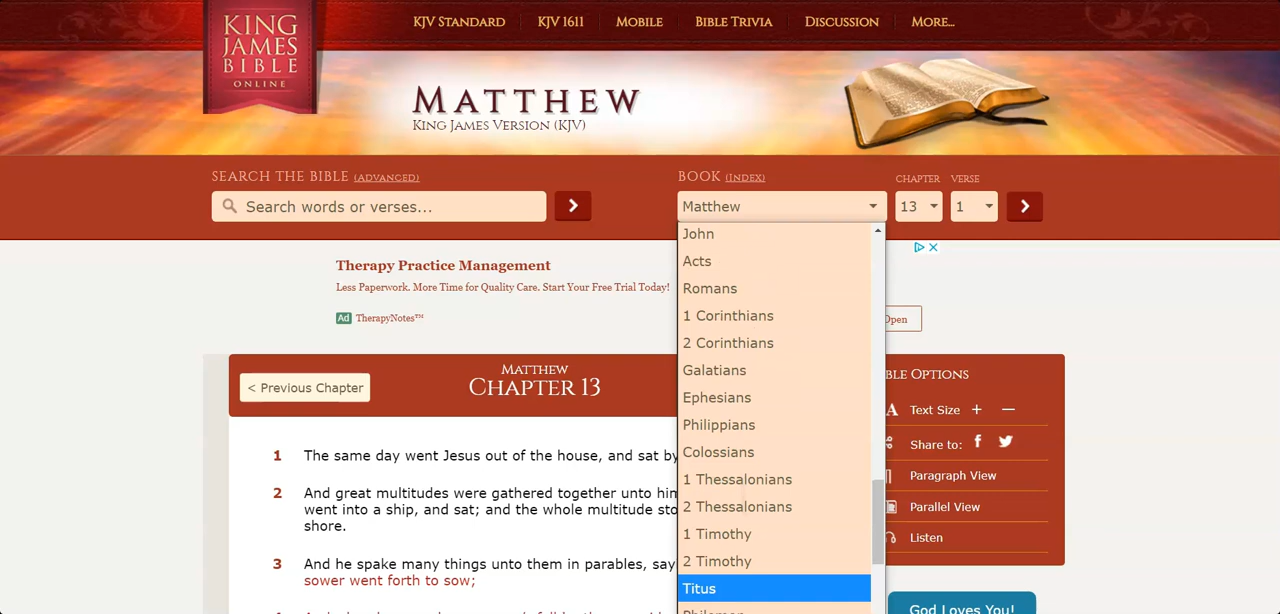 KING
JAMES
BIBLE
ONLINE
KJV STANDARD
KJV 1611
MOBILE
BIBLE TRIVIA
DISCUSSION
MORE...
MATTHEW
KING JAMES VERSION (KJV)
SEARCH THE BIBLE (ADVANCED)
Search words or verses...
BOOK (INDEX)
CHAPTER
VERSE
Matthew
13
1
John
Acts
Romans
1 Corinthians
2 Corinthians
Galatians
Ephesians
Philippians
Colossians
1 Thessalonians
2 Thessalonians
1 Timothy
2 Timothy
Titus
Therapy Practice Management
Less Paperwork. More Time for Quality Care. Start Your Free Trial Today!
Ad TherapyNotes™
Open
< Previous Chapter
MATTHEW
CHAPTER 13
1 The same day went Jesus out of the house, and sat by
2 And great multitudes were gathered together unto him
went into a ship, and sat; and the whole multitude sto
shore.
3 And he spake many things unto them in parables, say
sower went forth to sow;
BLE OPTIONS
A Text Size + —
Share to:
Paragraph View
Parallel View
Listen
God Loves You!